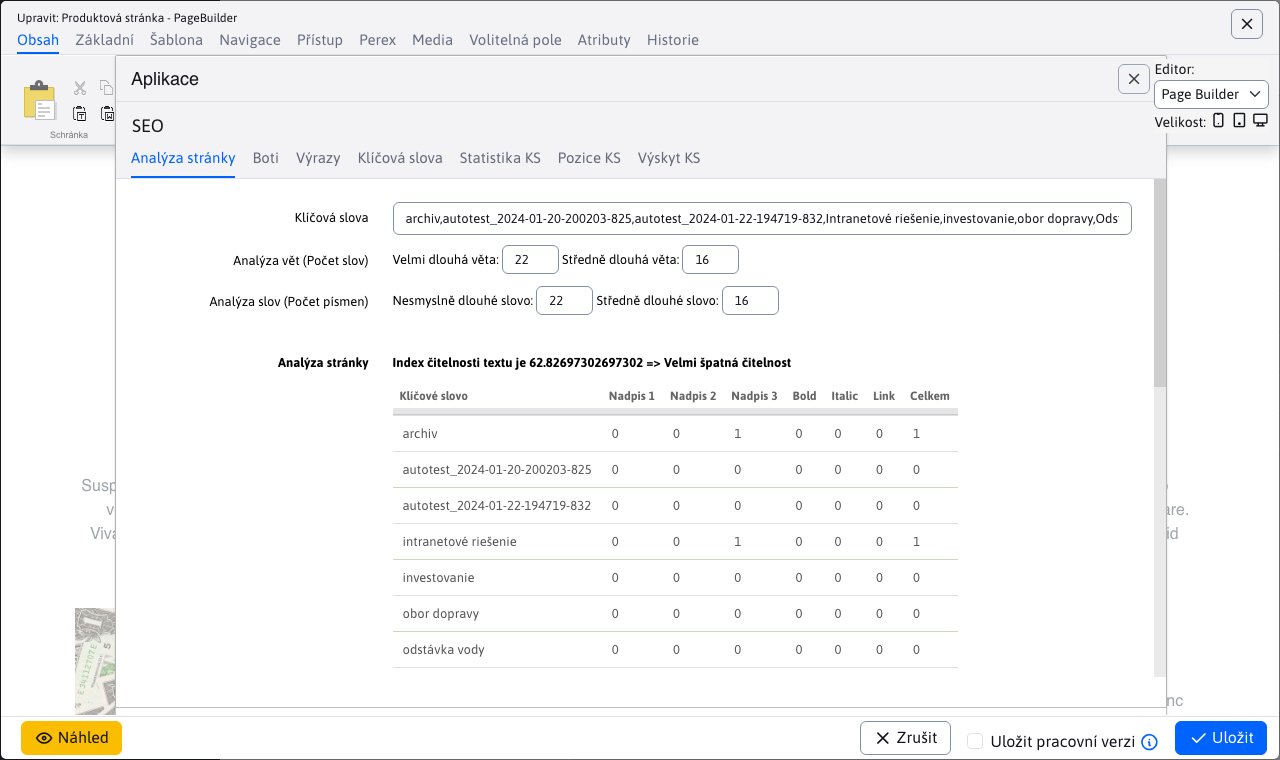 Upravit: Produktová stránka - PageBuilder
Obsah Základní Šablona Navigace Přístup Perex Media Volitelná pole Atributy Historie
Schránka
Aplikace
Editor:
Page Builder
Velikost:
SEO
Analýza stránky Boti Výrazy Klíčová slova Statistika KS Pozice KS Výskyt KS
Klíčová slova archiv,autotest_2024-01-20-200203-825,autotest_2024-01-22-194719-832,Intranetové riešenie,investovanie,obor dopravy,Ods
Analýza vět (Počet slov) Velmi dlouhá věta: 22 Středně dlouhá věta: 16
Analýza slov (Počet písmen) Nesmyslně dlouhé slovo: 22 Středně dlouhé slovo: 16
Analýza stránky Index čitelnosti textu je 62.82697302697302 => Velmi špatná čitelnost
Klíčové slovo Nadpis 1 Nadpis 2 Nadpis 3 Bold Italic Link Celkem
archiv 0 0 1 0 0 0 1
autotest_2024-01-20-200203-825 0 0 0 0 0 0 0
autotest_2024-01-22-194719-832 0 0 0 0 0 0 0
intranetové riešenie 0 0 1 0 0 0 1
investovanie 0 0 0 0 0 0 0
obor dopravy 0 0 0 0 0 0 0
odstávka vody 0 0 0 0 0 0 0
Susp
v are.
Viva id
nc
Náhled Zrušit Uložit pracovní verzi Uložit